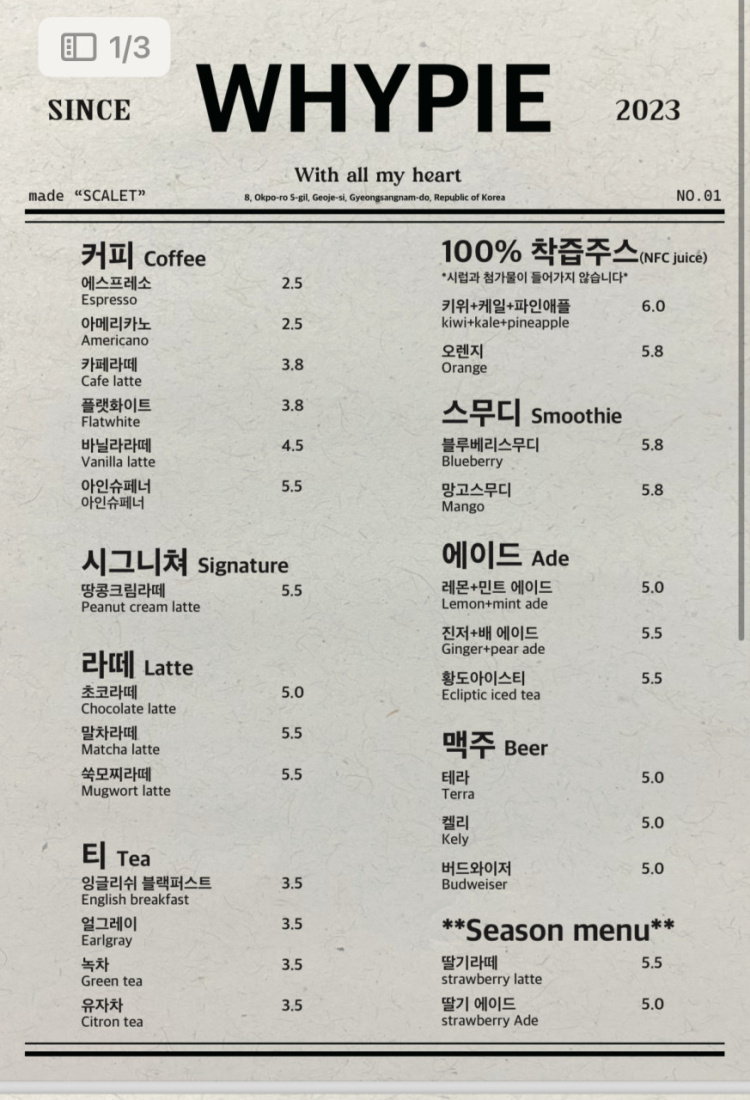 1/3
SINCE WHYPIE 2023
With all my heart
made “SCALET” 8, Okpo-ro 5-gil, Geoje-si, Gyeongsangnam-do, Republic of Korea NO.01
커피 Coffee
에스프레소 2.5
Espresso
아메리카노 2.5
Americano
카페라떼 3.8
Cafe latte
플랫화이트 3.8
Flatwhite
바닐라라떼 4.5
Vanilla latte
아인슈페너 5.5
아인슈페너
시그니쳐 Signature
땅콩크림라떼 5.5
Peanut cream latte
라떼 Latte
초코라떼 5.0
Chocolate latte
말차라떼 5.5
Matcha latte
쑥모찌라떼 5.5
Mugwort latte
티 Tea
잉글리쉬 블랙퍼스트 3.5
English breakfast
얼그레이 3.5
Earlgray
녹차 3.5
Green tea
유자차 3.5
Citron tea
100% 착즙주스(NFC juice)
*시럽과 첨가물이 들어가지 않습니다*
키위+케일+파인애플 6.0
kiwi+kale+pineapple
오렌지 5.8
Orange
스무디 Smoothie
블루베리스무디 5.8
Blueberry
망고스무디 5.8
Mango
에이드 Ade
레몬+민트 에이드 5.0
Lemon+mint ade
진저+배 에이드 5.5
Ginger+pear ade
황도아이스티 5.5
Ecliptic iced tea
맥주 Beer
테라 5.0
Terra
켈리 5.0
Kely
버드와이저 5.0
Budweiser
**Season menu**
딸기라떼 5.5
strawberry latte
딸기 에이드 5.0
strawberry Ade